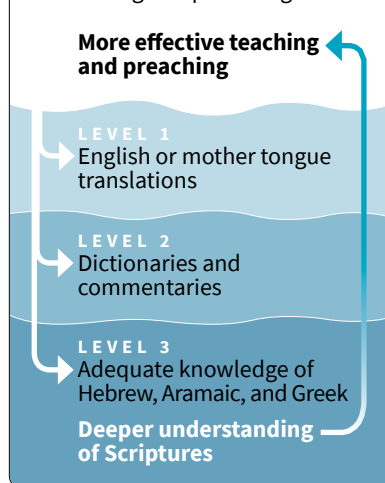 More effective teaching
and preaching
LEVEL 1
English or mother tongue
translations
LEVEL 2
Dictionaries and
commentaries
LEVEL 3
Adequate knowledge of
Hebrew, Aramaic, and Greek
Deeper understanding
of Scriptures